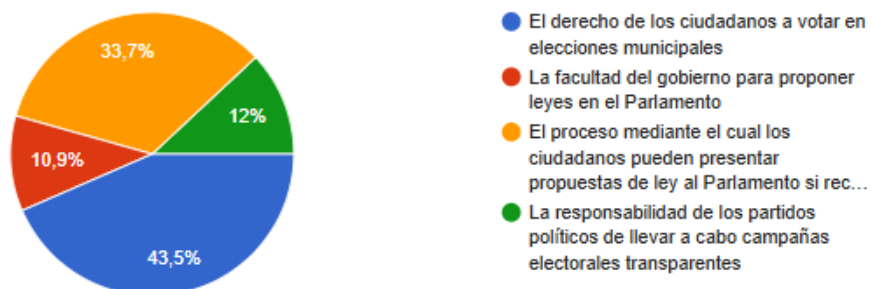 33,7%
12%
10,9%
43,5%
El derecho de los ciudadanos a votar en
elecciones municipales
La facultad del gobierno para proponer
leyes en el Parlamento
El proceso mediante el cual los
ciudadanos pueden presentar
propuestas de ley al Parlamento si rec…
La responsabilidad de los partidos
políticos de llevar a cabo campañas
electorales transparentes